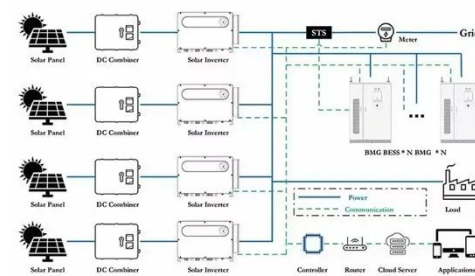 Solar Panel DC Combiner Solar Inverter
STS Meter Grid
Solar Panel DC Combiner Solar Inverter
BMG BESS * N BMG * N
Solar Panel DC Combiner Solar Inverter
Power
Communication
Load
Solar Panel DC Combiner Solar Inverter
Controller Router Cloud Server Application